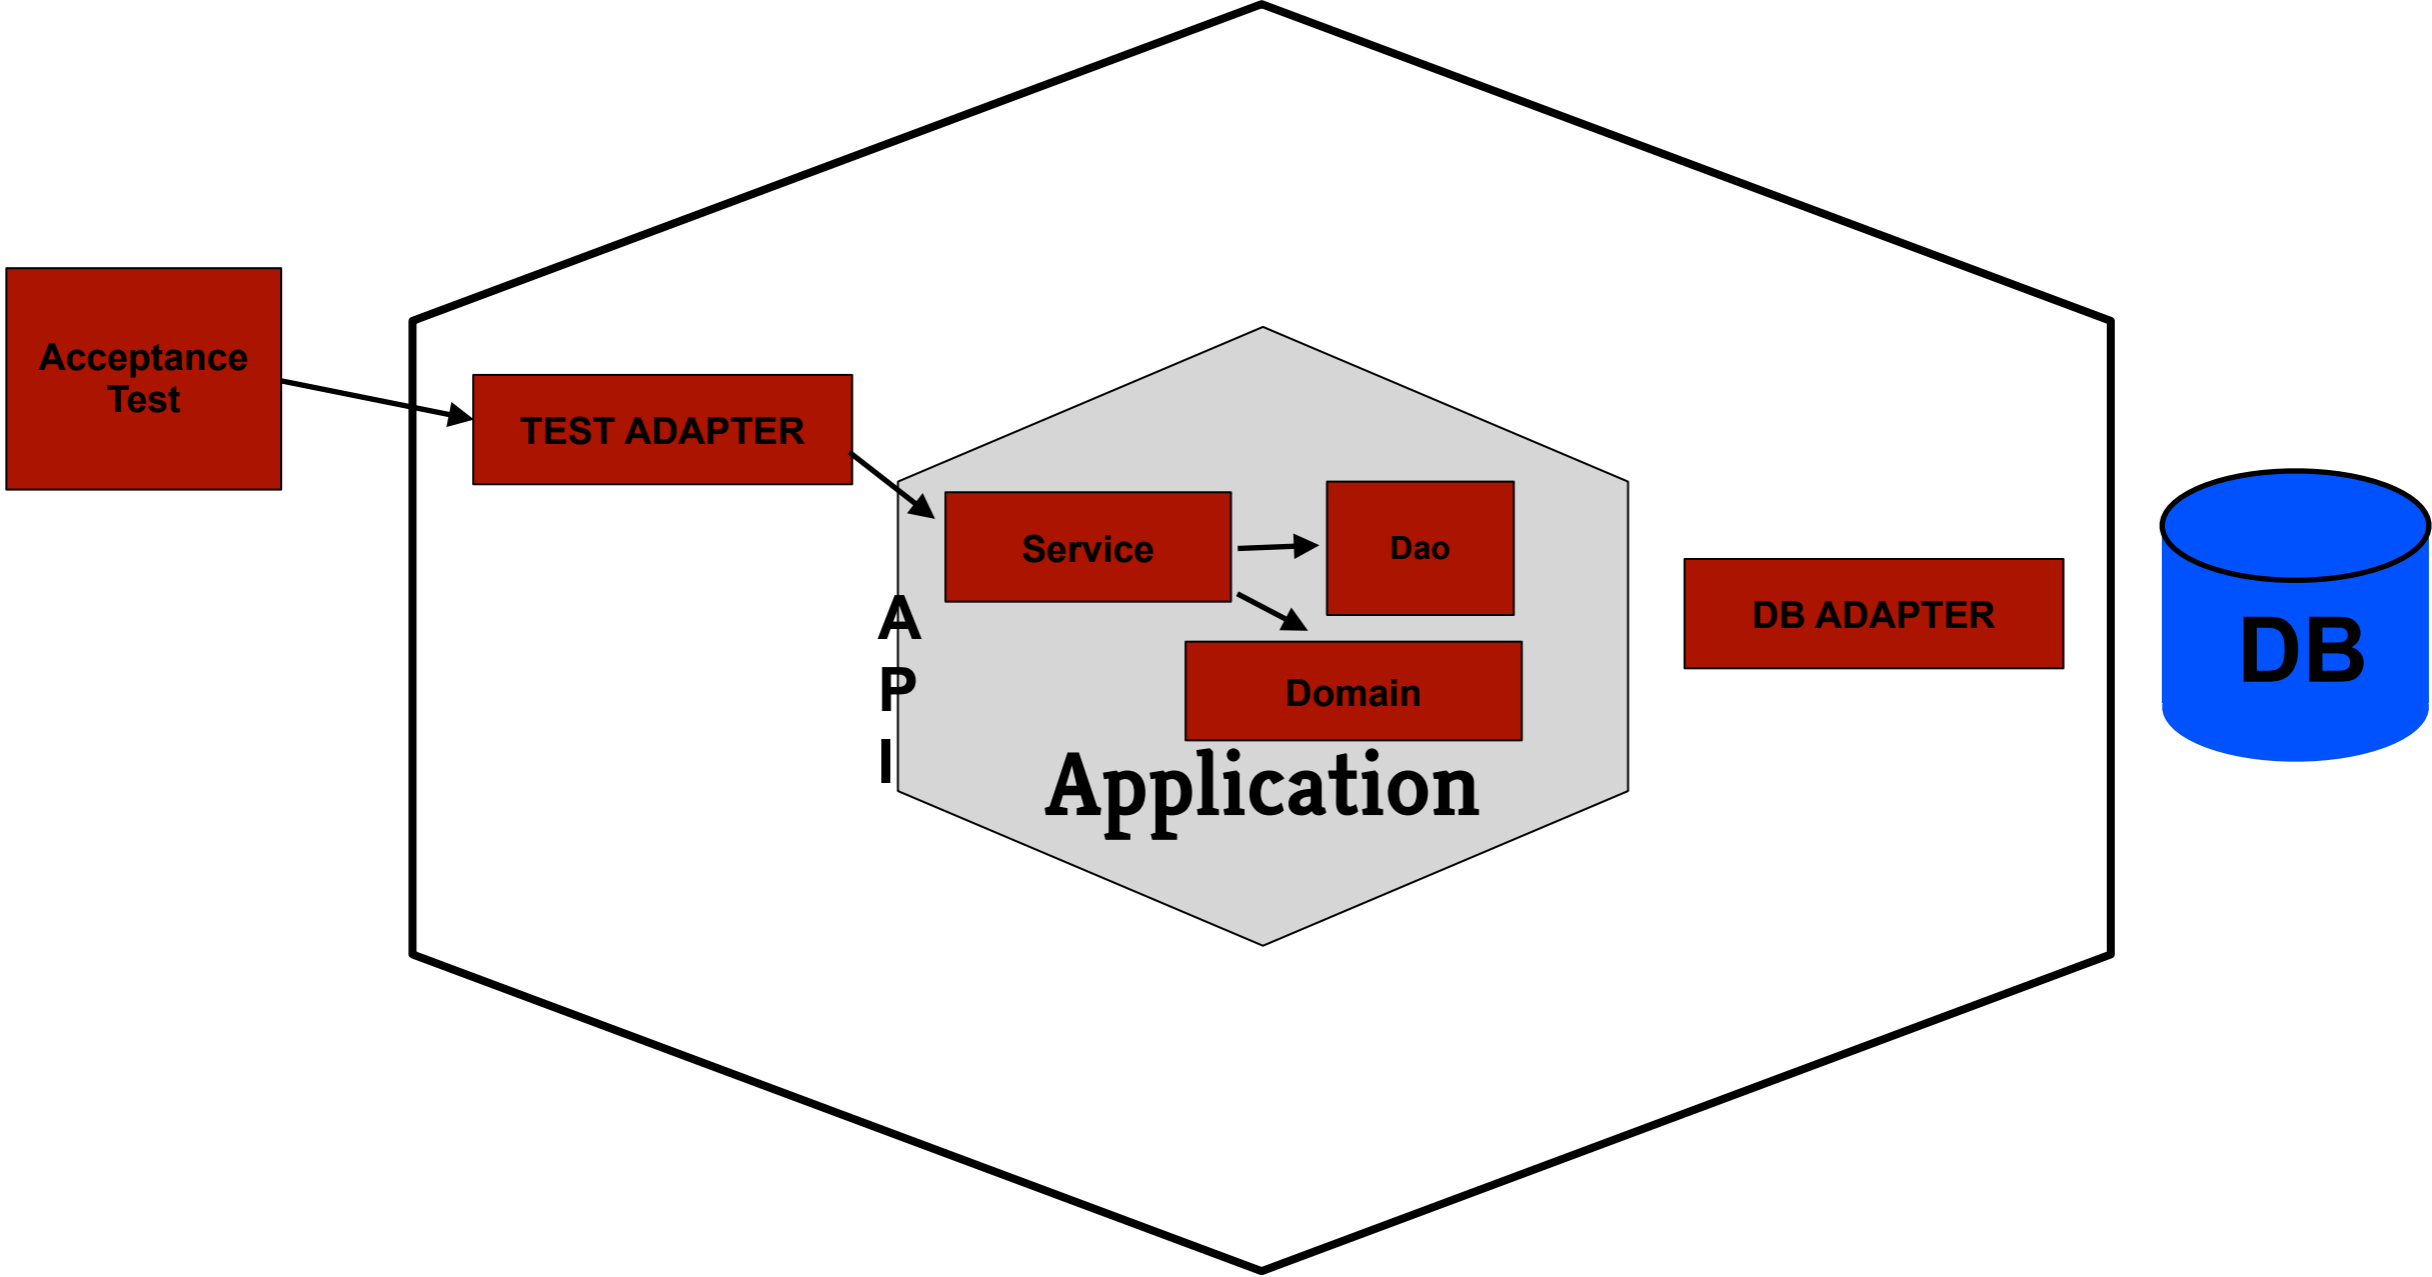 Acceptance
Test
TEST ADAPTER
Service
Dao
A
P
I
Domain
Application
DB ADAPTER
DB